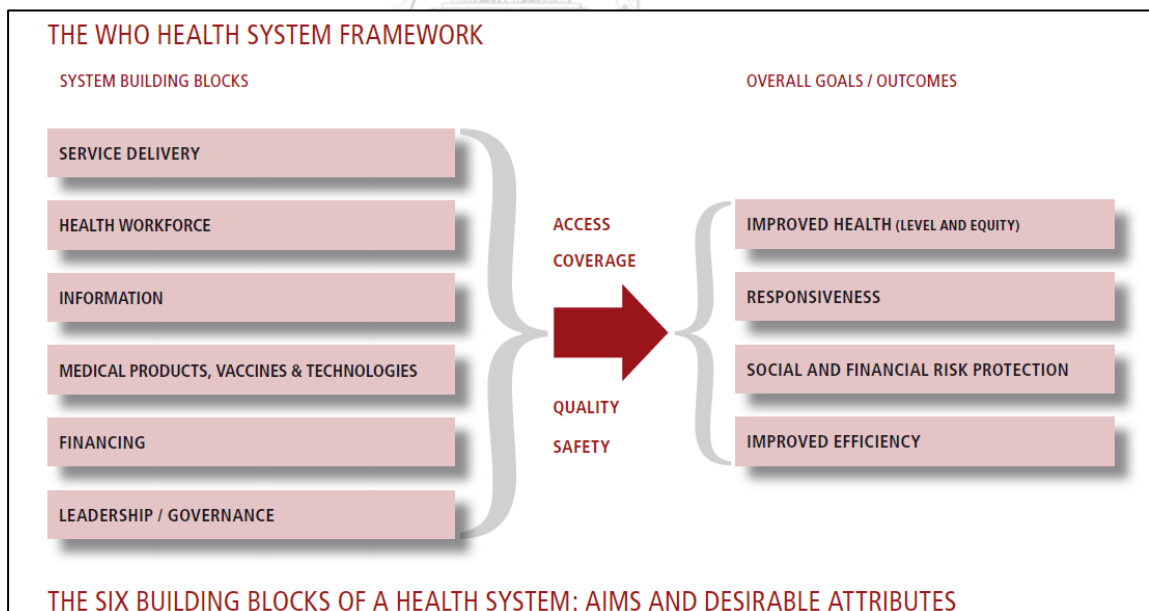 THE WHO HEALTH SYSTEM FRAMEWORK
SYSTEM BUILDING BLOCKS
OVERALL GOALS / OUTCOMES
SERVICE DELIVERY
HEALTH WORKFORCE
INFORMATION
MEDICAL PRODUCTS, VACCINES & TECHNOLOGIES
FINANCING
LEADERSHIP / GOVERNANCE
ACCESS
COVERAGE
QUALITY
SAFETY
IMPROVED HEALTH (LEVEL AND EQUITY)
RESPONSIVENESS
SOCIAL AND FINANCIAL RISK PROTECTION
IMPROVED EFFICIENCY
THE SIX BUILDING BLOCKS OF A HEALTH SYSTEM: AIMS AND DESIRABLE ATTRIBUTES